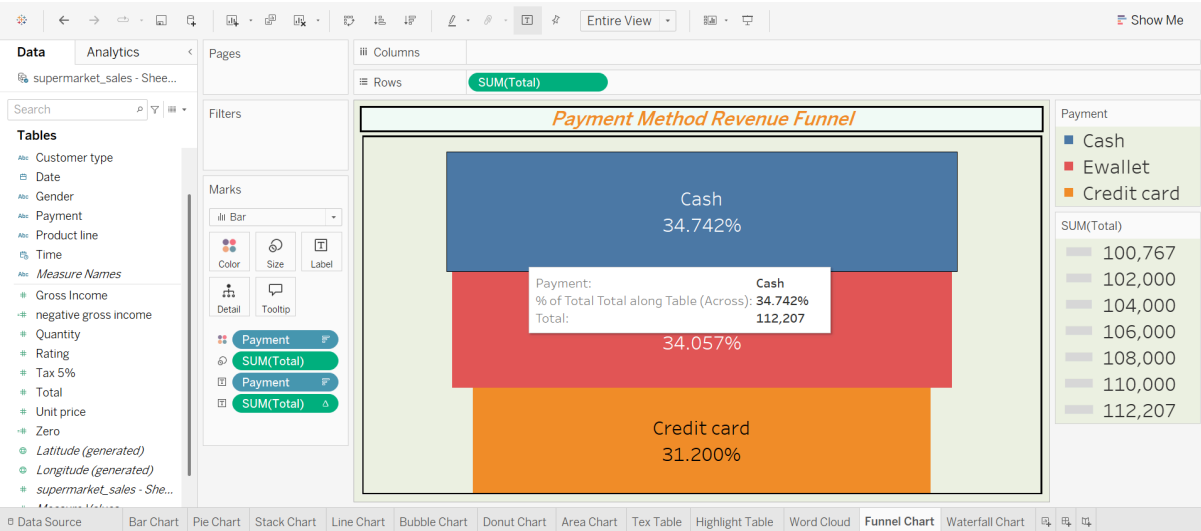 Entire View
Show Me
Data
Analytics
supermarket_sales - Shee...
Search
Tables
Abc Customer type
Date
Abc Gender
Abc Payment
Abc Product line
Time
Abc Measure Names
# Gross Income
=# negative gross income
# Quantity
# Rating
# Tax 5%
# Total
# Unit price
=# Zero
Latitude (generated)
Longitude (generated)
# supermarket_sales - She...
Pages
Filters
Marks
Bar
Color
Size
Label
Detail
Tooltip
Payment
SUM(Total)
Payment
SUM(Total) Δ
Columns
Rows
SUM(Total)
Payment Method Revenue Funnel
Cash
34.742%
Payment: Cash
% of Total Total along Table (Across): 34.742%
Total: 112,207
34.057%
Credit card
31.200%
Payment
Cash
Ewallet
Credit card
SUM(Total)
100,767
102,000
104,000
106,000
108,000
110,000
112,207
Data Source
Bar Chart
Pie Chart
Stack Chart
Line Chart
Bubble Chart
Donut Chart
Area Chart
Tex Table
Highlight Table
Word Cloud
Funnel Chart
Waterfall Chart